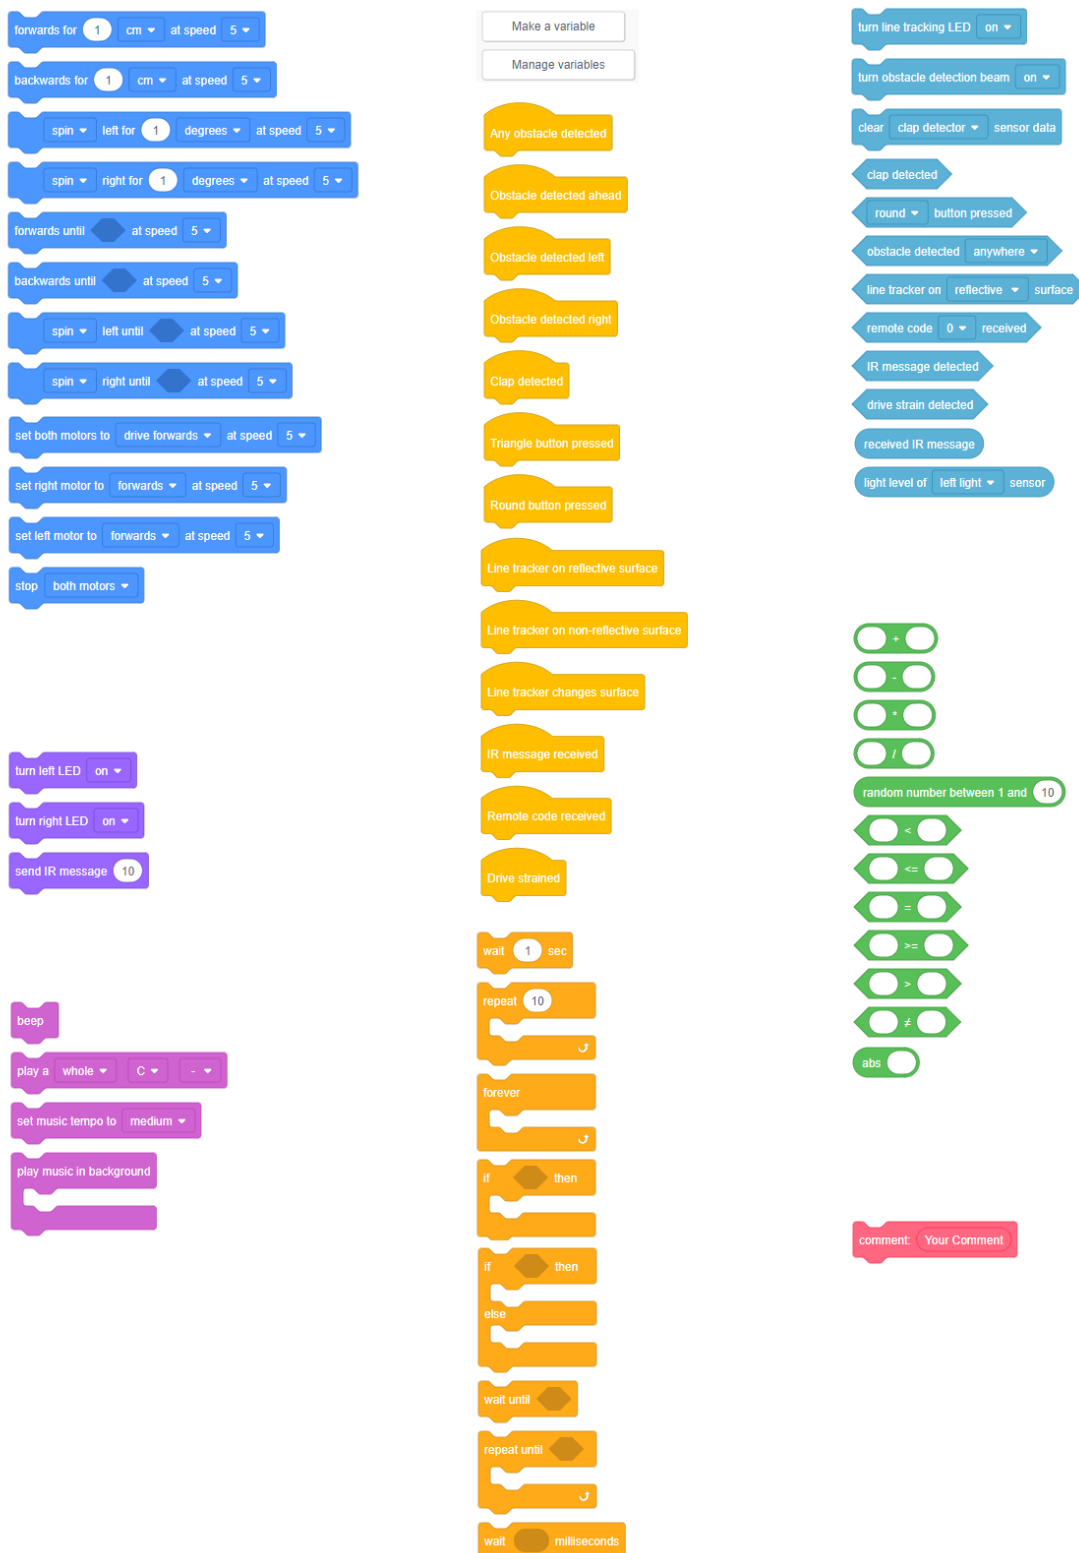 forwards for 1 cm at speed 5
backwards for 1 cm at speed 5
spin left for 1 degrees at speed 5
spin right for 1 degrees at speed 5
forwards until at speed 5
backwards until at speed 5
spin left until at speed 5
spin right until at speed 5
set both motors to drive forwards at speed 5
set right motor to forwards at speed 5
set left motor to forwards at speed 5
stop both motors
turn left LED on
turn right LED on
send IR message 10
beep
play a whole C -
set music tempo to medium
play music in background
Make a variable
Manage variables
Any obstacle detected
Obstacle detected ahead
Obstacle detected left
Obstacle detected right
Clap detected
Triangle button pressed
Round button pressed
Line tracker on reflective surface
Line tracker on non-reflective surface
Line tracker changes surface
IR message received
Remote code received
Drive strained
wait 1 sec
repeat 10
forever
if then
if then
else
wait until
repeat until
wait milliseconds
turn line tracking LED on
turn obstacle detection beam on
clear clap detector sensor data
clap detected
round button pressed
obstacle detected anywhere
line tracker on reflective surface
remote code 0 received
IR message detected
drive strain detected
received IR message
light level of left light sensor
+
-
*
/
random number between 1 and 10
<
<=
=
>=
>
≠
abs
comment: Your Comment